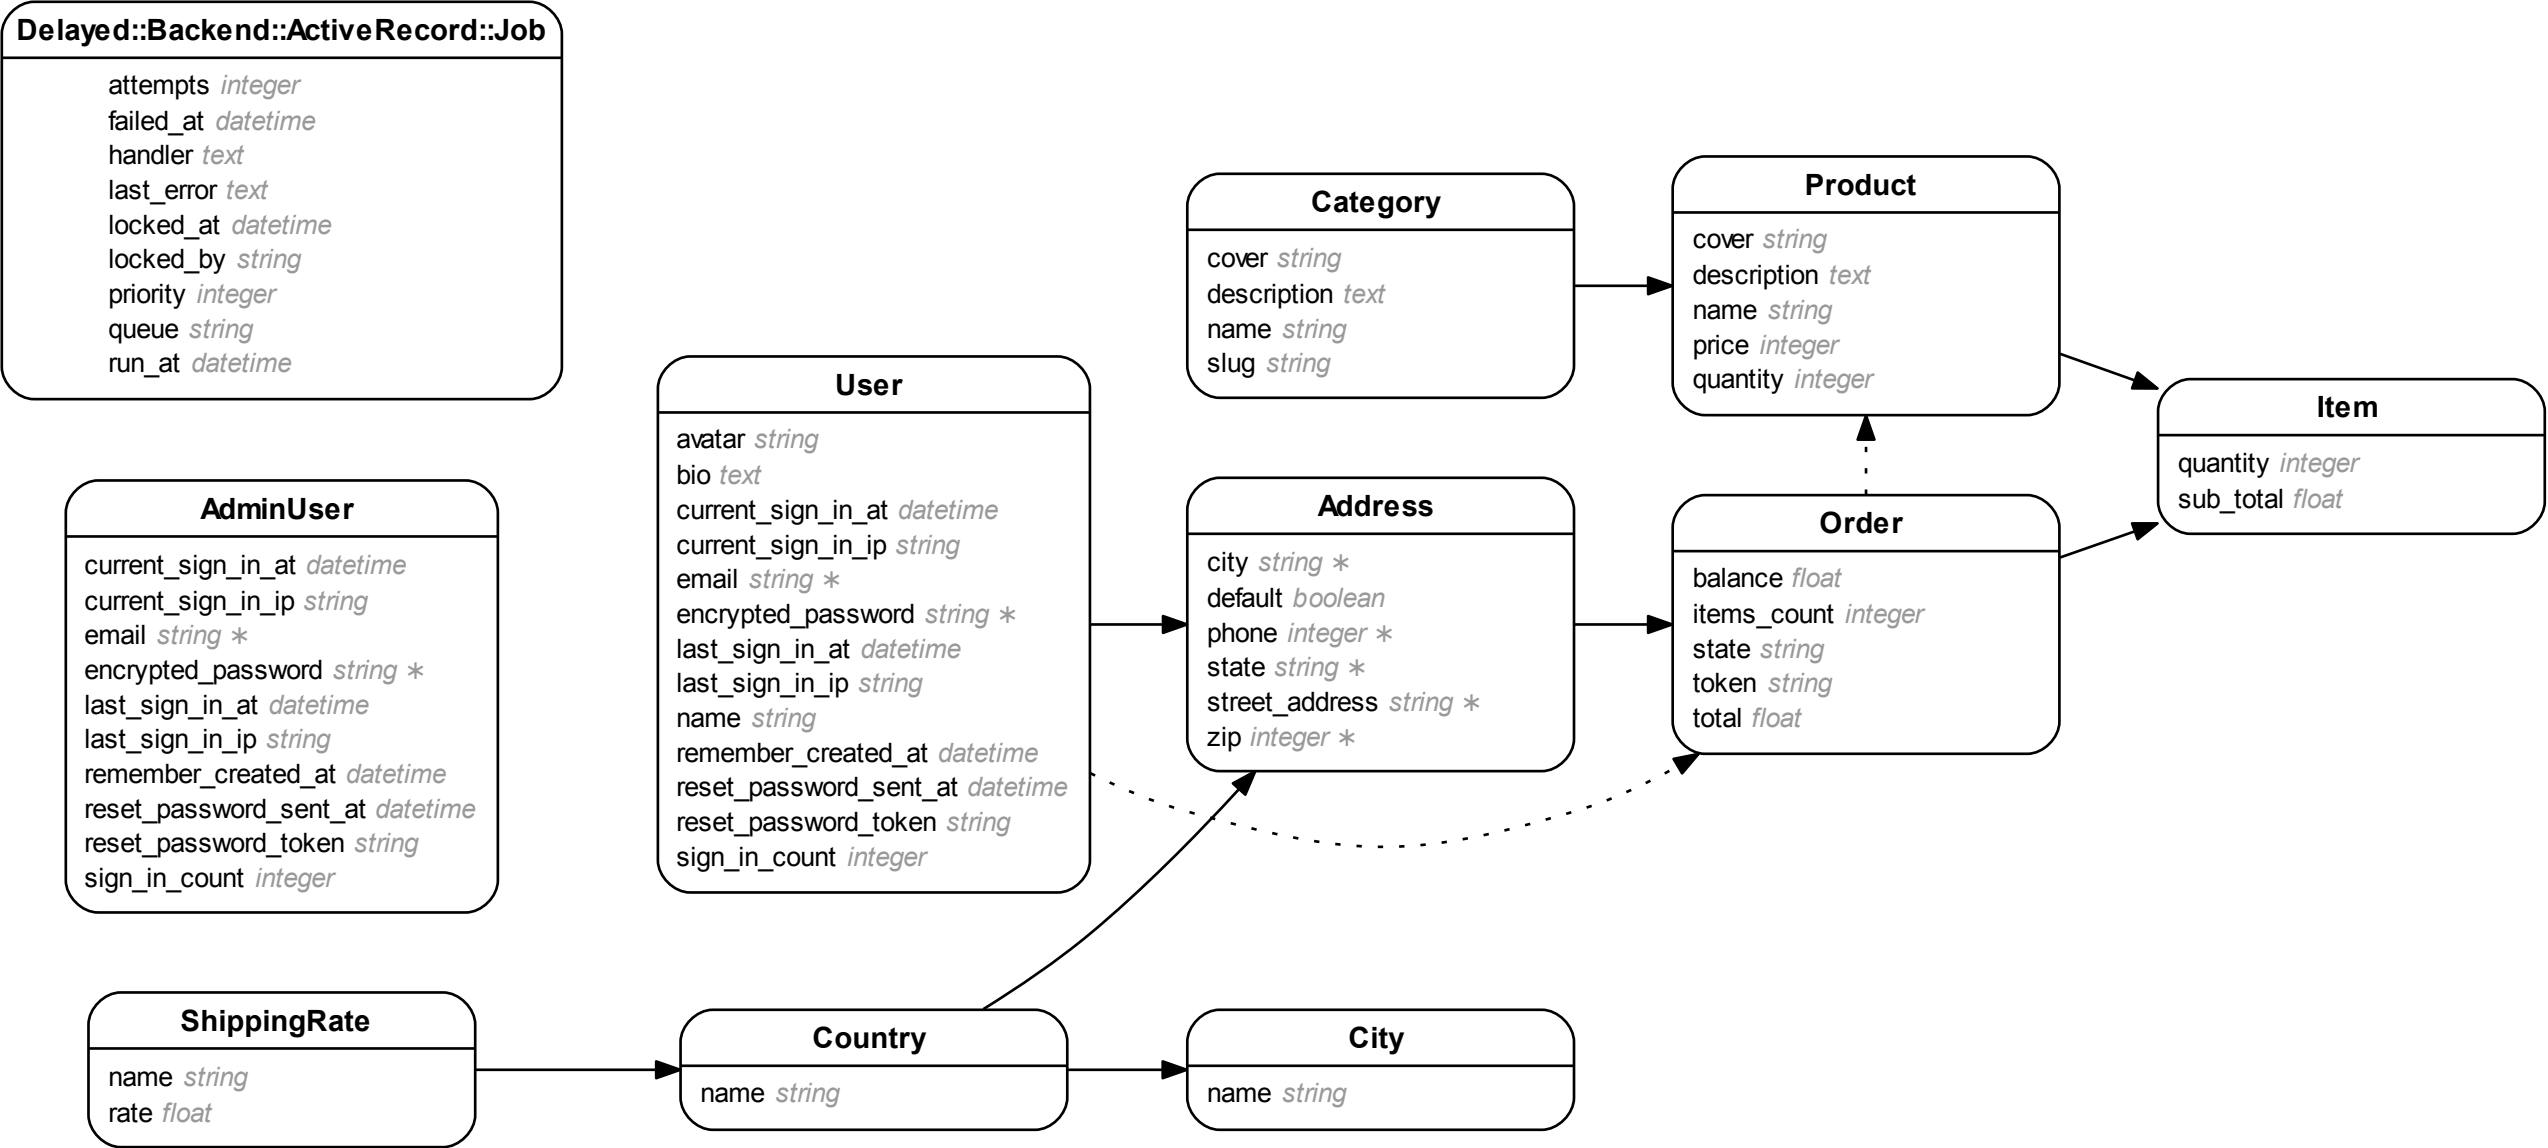 Delayed::Backend::ActiveRecord::Job
attempts integer
failed_at datetime
handler text
last_error text
locked_at datetime
locked_by string
priority integer
queue string
run_at datetime
AdminUser
current_sign_in_at datetime
current_sign_in_ip string
email string ∗
encrypted_password string ∗
last_sign_in_at datetime
last_sign_in_ip string
remember_created_at datetime
reset_password_sent_at datetime
reset_password_token string
sign_in_count integer
ShippingRate
name string
rate float
User
avatar string
bio text
current_sign_in_at datetime
current_sign_in_ip string
email string ∗
encrypted_password string ∗
last_sign_in_at datetime
last_sign_in_ip string
name string
remember_created_at datetime
reset_password_sent_at datetime
reset_password_token string
sign_in_count integer
Country
name string
Category
cover string
description text
name string
slug string
Address
city string ∗
default boolean
phone integer ∗
state string ∗
street_address string ∗
zip integer ∗
City
name string
Product
cover string
description text
name string
price integer
quantity integer
Order
balance float
items_count integer
state string
token string
total float
Item
quantity integer
sub_total float